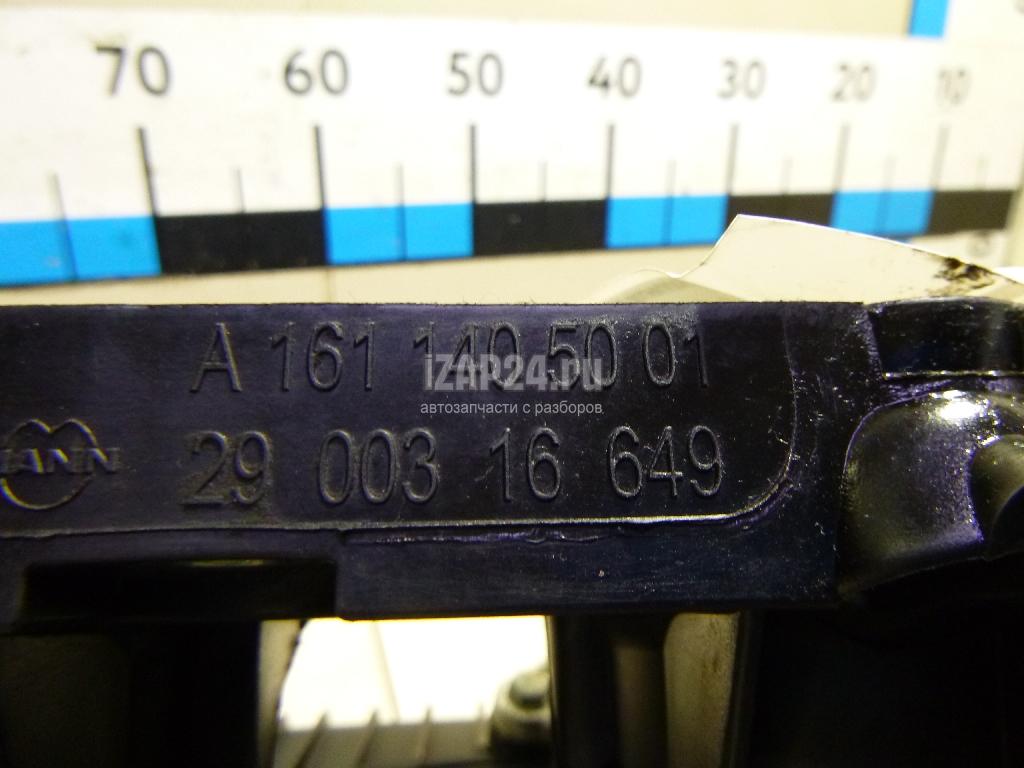 70 60 50 40 30 20 10
A 161 140 50 01
iZAP24.RU
автозапчасти с разборов
MANN 29 003 16 649